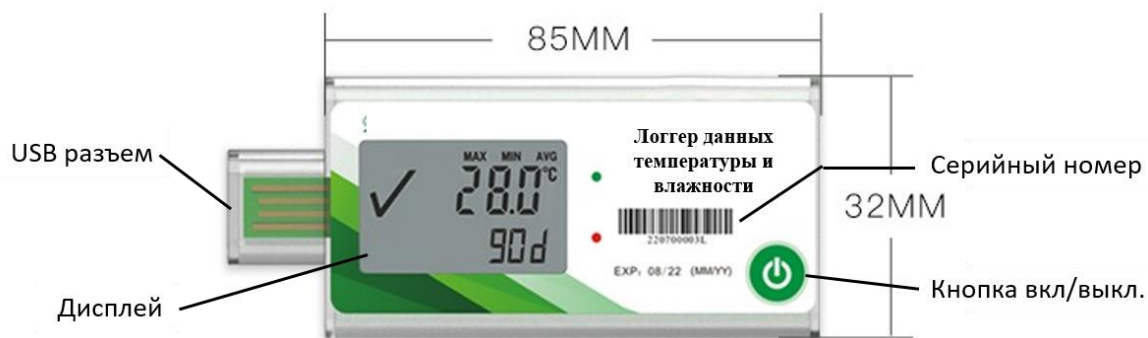 85MM
USB разъем
MAX MIN AVG
28.0°C
90d
Дисплей
Логгер данных
температуры и
влажности
220700003L
EXP: 08/22 (MM/YY)
Серийный номер
32MM
Кнопка вкл/выкл.